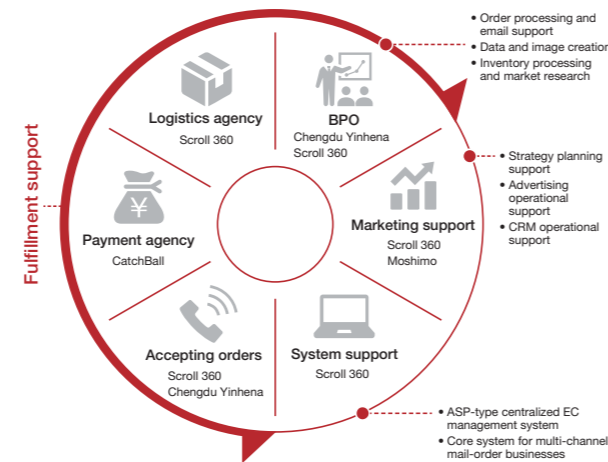 • Order processing and
email support
• Data and image creation
• Inventory processing
and market research
Logistics agency
Scroll 360
BPO
Chengdu Yinhena
Scroll 360
• Strategy planning
support
• Advertising
operational
support
• CRM operational
support
Fulfillment support
¥
Payment agency
CatchBall
Marketing support
Scroll 360
Moshimo
Accepting orders
Scroll 360
Chengdu Yinhena
System support
Scroll 360
• ASP-type centralized EC
management system
• Core system for multi-channel
mail-order businesses